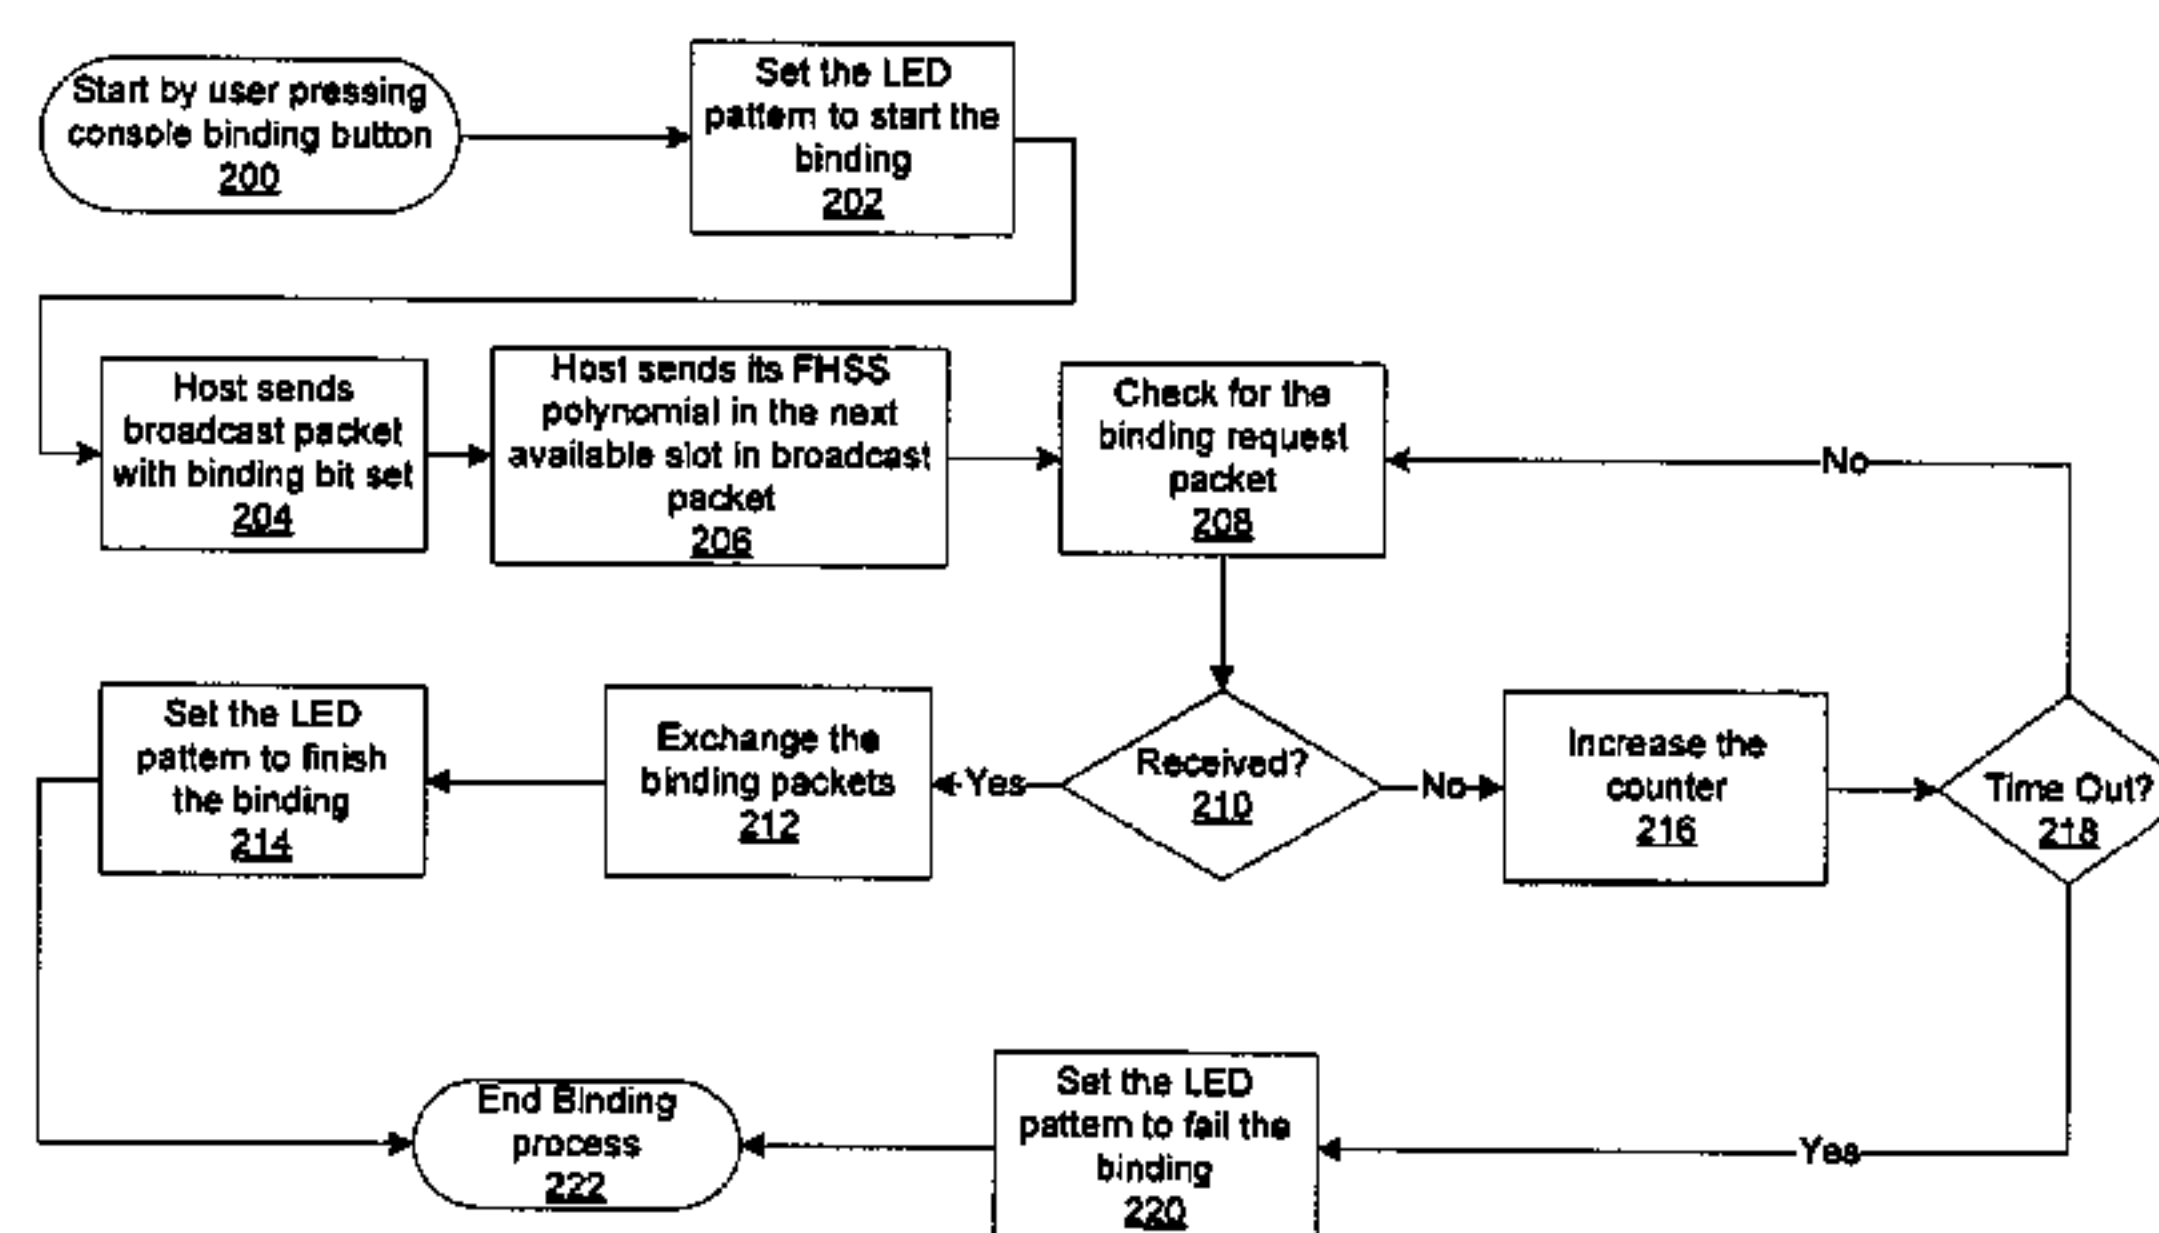 Start by user pressing
console binding button
200
Set the LED
pattern to start the
binding
202
Host sends
broadcast packet
with binding bit set
204
Host sends its FHSS
polynomial in the next
available slot in broadcast
packet
206
Check for the
binding request
packet
208
No
Set the LED
pattern to finish
the binding
214
Exchange the
binding packets
212
Yes
Received?
210
No
Increase the
counter
216
Time Out?
218
End Binding
process
222
Set the LED
pattern to fail the
binding
220
Yes